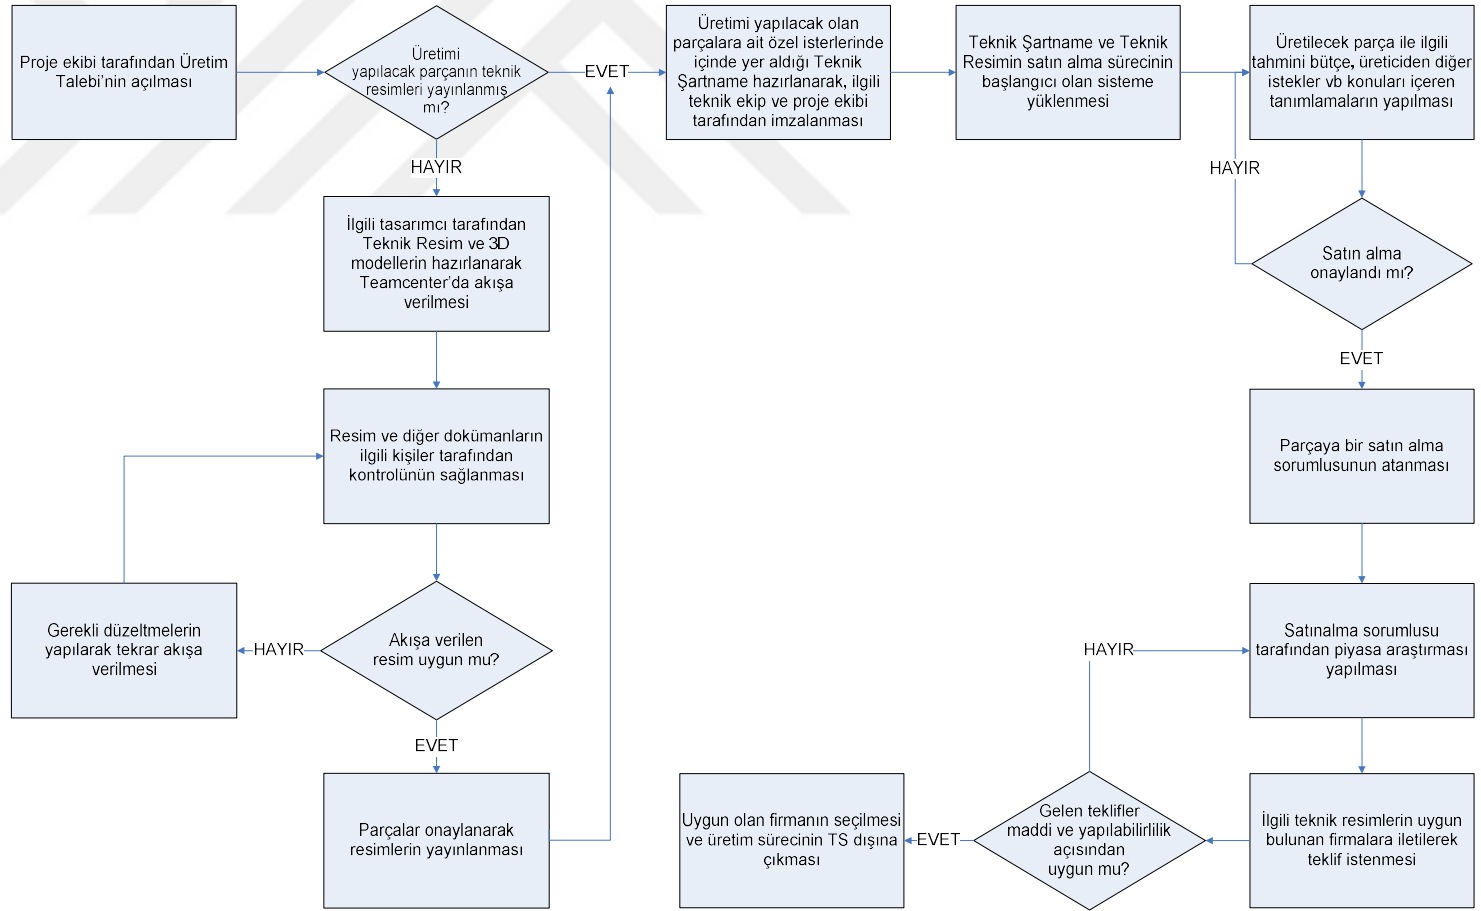 Proje ekibi tarafından Üretim
Talebi'nin açılması
Üretimi
yapılacak parçanın teknik
resimleri yayınlanmış
mı?
EVET
HAYIR
İlgili tasarımcı tarafından
Teknik Resim ve 3D
modellerin hazırlanarak
Teamcenter'da akışa
verilmesi
Resim ve diğer dokümanların
ilgili kişiler tarafından
kontrolünün sağlanması
Akışa verilen
resim uygun mu?
HAYIR
Gerekli düzeltmelerin
yapılarak tekrar akışa
verilmesi
EVET
Parçalar onaylanarak
resimlerin yayınlanması
Üretimi yapılacak olan
parçalara ait özel isterlerinde
içinde yer aldığı Teknik
Şartname hazırlanarak, ilgili
teknik ekip ve proje ekibi
tarafından imzalanması
Teknik Şartname ve Teknik
Resimin satın alma sürecinin
başlangıcı olan sisteme
yüklenmesi
Üretilecek parça ile ilgili
tahmini bütçe, üreticiden diğer
istekler vb konuları içeren
tanımlamaların yapılması
HAYIR
Satın alma
onaylandı mı?
EVET
Parçaya bir satın alma
sorumlusunun atanması
Satınalma sorumlusu
tarafından piyasa araştırması
yapılması
İlgili teknik resimlerin uygun
bulunan firmalara iletilerek
teklif istenmesi
Gelen teklifler
maddi ve yapılabirlilik
açısından
uygun mu?
HAYIR
EVET
Uygun olan firmanın seçilmesi
ve üretim sürecinin TS dışına
çıkması